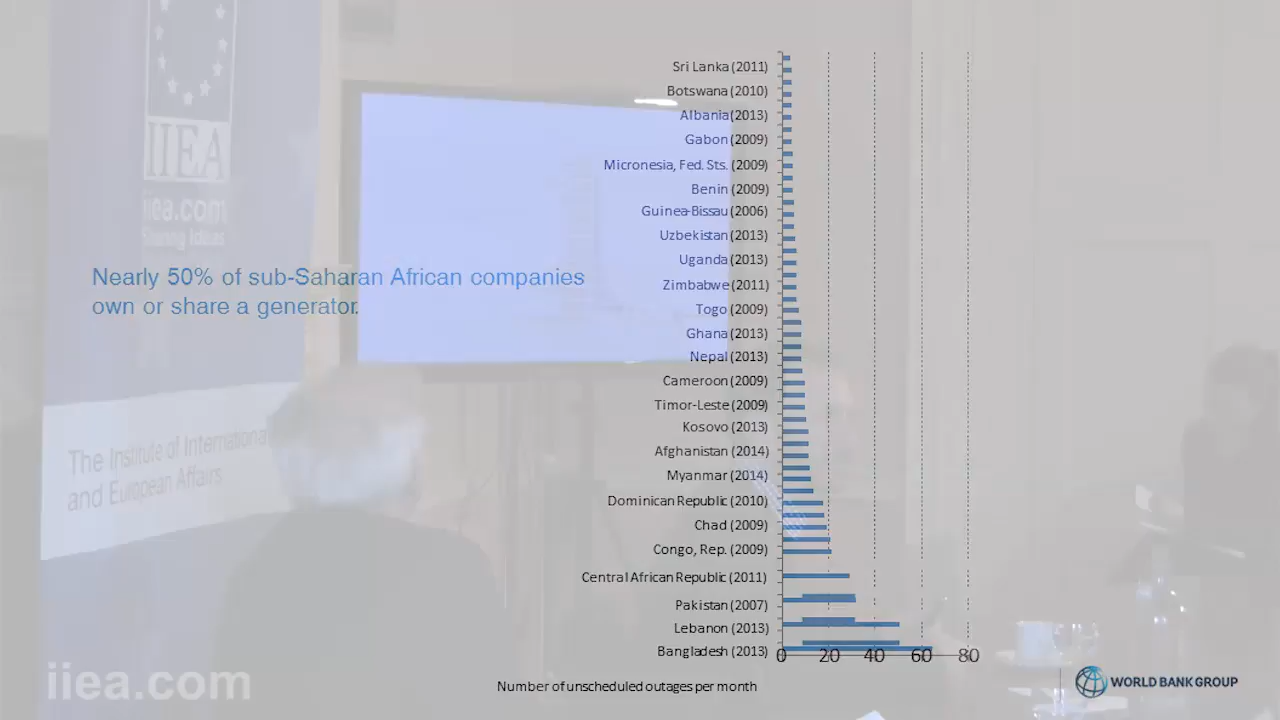 IIEA
iiea.com
Sharing Ideas
The Institute of International
and European Affairs
Nearly 50% of sub-Saharan African companies
own or share a generator.
Sri Lanka (2011)
Botswana (2010)
Albania (2013)
Gabon (2009)
Micronesia, Fed. Sts. (2009)
Benin (2009)
Guinea-Bissau (2006)
Uzbekistan (2013)
Uganda (2013)
Zimbabwe (2011)
Togo (2009)
Ghana (2013)
Nepal (2013)
Cameroon (2009)
Timor-Leste (2009)
Kosovo (2013)
Afghanistan (2014)
Myanmar (2014)
Dominican Republic (2010)
Chad (2009)
Congo, Rep. (2009)
Central African Republic (2011)
Pakistan (2007)
Lebanon (2013)
Bangladesh (2013)
0 20 40 60 80
Number of unscheduled outages per month
iiea.com
WORLD BANK GROUP